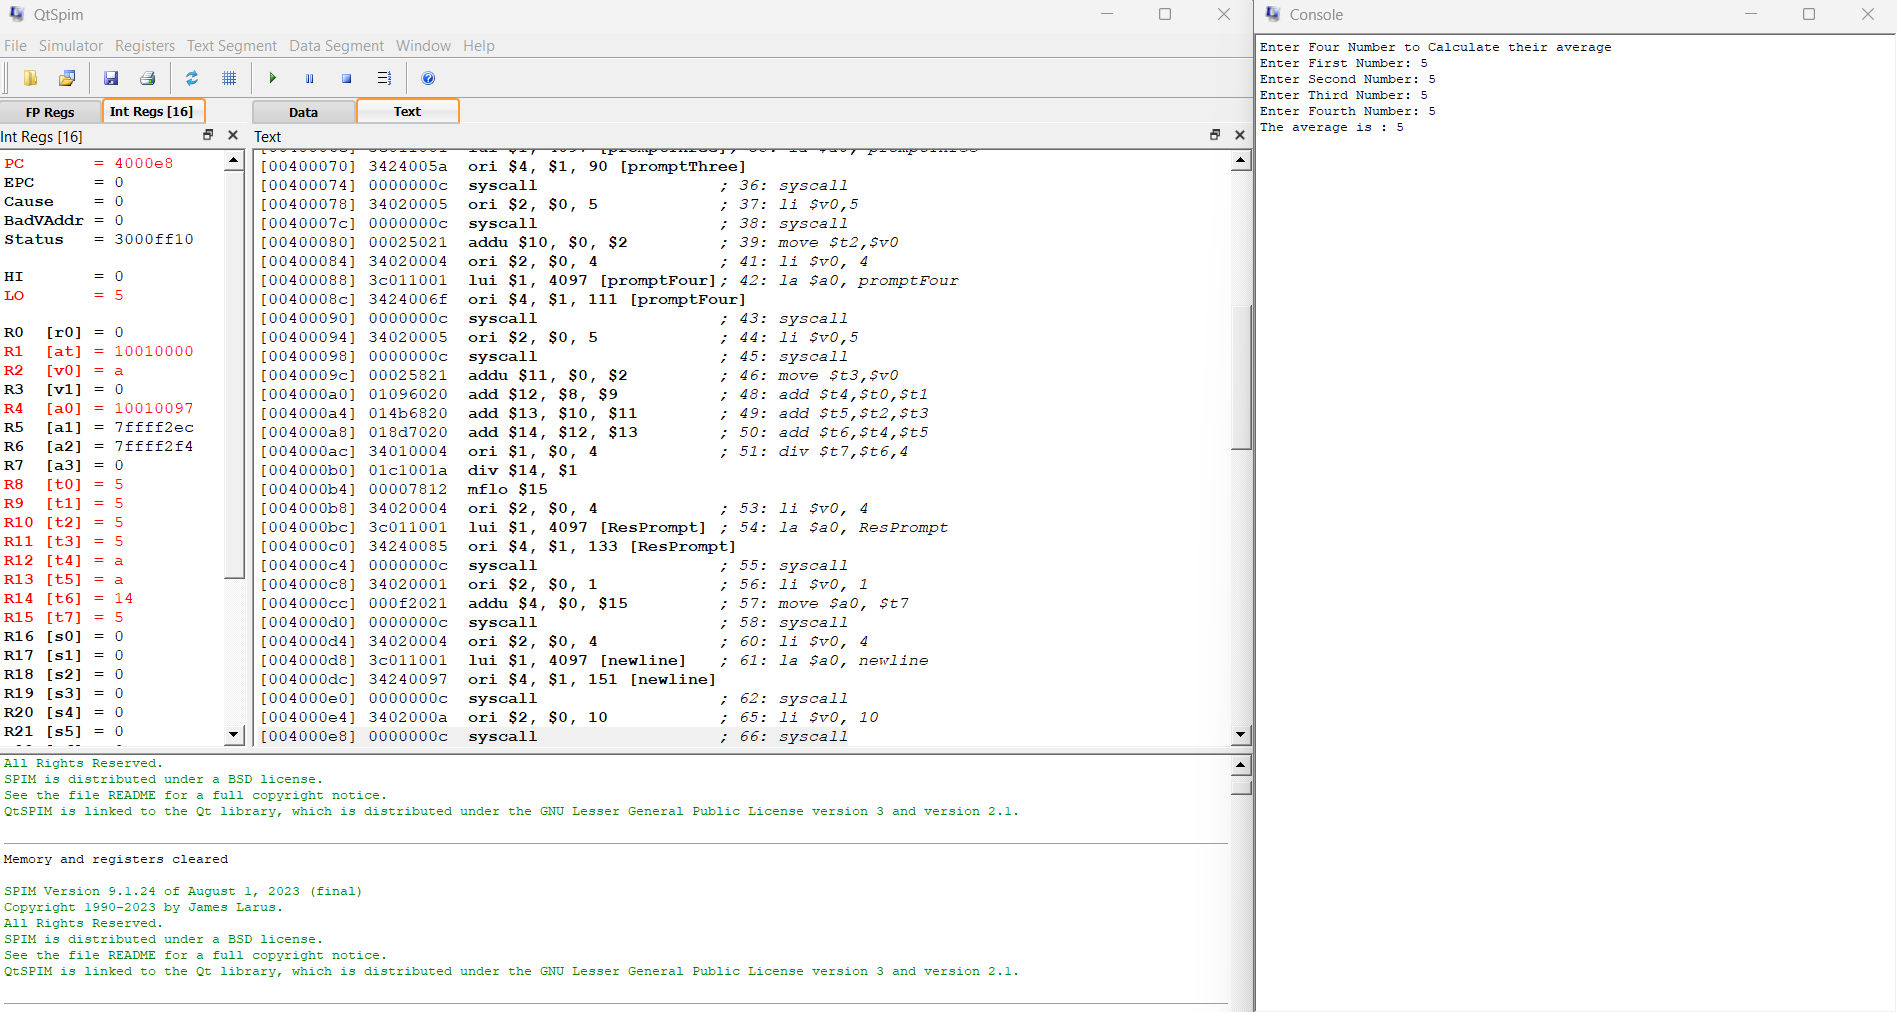 QtSpim
File Simulator Registers Text Segment Data Segment Window Help
FP Regs Int Regs [16] Data Text
Int Regs [16]
PC = 4000e8
EPC = 0
Cause = 0
BadVAddr = 0
Status = 3000ff10
HI = 0
LO = 5
R0 [r0] = 0
R1 [at] = 10010000
R2 [v0] = a
R3 [v1] = 0
R4 [a0] = 10010097
R5 [a1] = 7ffff2ec
R6 [a2] = 7ffff2f4
R7 [a3] = 0
R8 [t0] = 5
R9 [t1] = 5
R10 [t2] = 5
R11 [t3] = 5
R12 [t4] = a
R13 [t5] = a
R14 [t6] = 14
R15 [t7] = 5
R16 [s0] = 0
R17 [s1] = 0
R18 [s2] = 0
R19 [s3] = 0
R20 [s4] = 0
R21 [s5] = 0
Text
[00400070] 3424005a ori $4, $1, 90 [promptThree]
[00400074] 0000000c syscall ; 36: syscall
[00400078] 34020005 ori $2, $0, 5 ; 37: li $v0,5
[0040007c] 0000000c syscall ; 38: syscall
[00400080] 00025021 addu $10, $0, $2 ; 39: move $t2,$v0
[00400084] 34020004 ori $2, $0, 4 ; 41: li $v0, 4
[00400088] 3c011001 lui $1, 4097 [promptFour]; 42: la $a0, promptFour
[0040008c] 3424006f ori $4, $1, 111 [promptFour]
[00400090] 0000000c syscall ; 43: syscall
[00400094] 34020005 ori $2, $0, 5 ; 44: li $v0,5
[00400098] 0000000c syscall ; 45: syscall
[0040009c] 00025821 addu $11, $0, $2 ; 46: move $t3,$v0
[004000a0] 01096020 add $12, $8, $9 ; 48: add $t4,$t0,$t1
[004000a4] 014b6820 add $13, $10, $11 ; 49: add $t5,$t2,$t3
[004000a8] 018d7020 add $14, $12, $13 ; 50: add $t6,$t4,$t5
[004000ac] 34010004 ori $1, $0, 4 ; 51: div $t7,$t6,4
[004000b0] 01c1001a div $14, $1
[004000b4] 00007812 mflo $15
[004000b8] 34020004 ori $2, $0, 4 ; 53: li $v0, 4
[004000bc] 3c011001 lui $1, 4097 [ResPrompt] ; 54: la $a0, ResPrompt
[004000c0] 34240085 ori $4, $1, 133 [ResPrompt]
[004000c4] 0000000c syscall ; 55: syscall
[004000c8] 34020001 ori $2, $0, 1 ; 56: li $v0, 1
[004000cc] 000f2021 addu $4, $0, $15 ; 57: move $a0, $t7
[004000d0] 0000000c syscall ; 58: syscall
[004000d4] 34020004 ori $2, $0, 4 ; 60: li $v0, 4
[004000d8] 3c011001 lui $1, 4097 [newline] ; 61: la $a0, newline
[004000dc] 34240097 ori $4, $1, 151 [newline]
[004000e0] 0000000c syscall ; 62: syscall
[004000e4] 3402000a ori $2, $0, 10 ; 65: li $v0, 10
[004000e8] 0000000c syscall ; 66: syscall
All Rights Reserved.
SPIM is distributed under a BSD license.
See the file README for a full copyright notice.
QtSPIM is linked to the Qt library, which is distributed under the GNU Lesser General Public License version 3 and version 2.1.
Memory and registers cleared
SPIM Version 9.1.24 of August 1, 2023 (final)
Copyright 1990-2023 by James Larus.
All Rights Reserved.
SPIM is distributed under a BSD license.
See the file README for a full copyright notice.
QtSPIM is linked to the Qt library, which is distributed under the GNU Lesser General Public License version 3 and version 2.1.
Console
Enter Four Number to Calculate their average
Enter First Number: 5
Enter Second Number: 5
Enter Third Number: 5
Enter Fourth Number: 5
The average is : 5